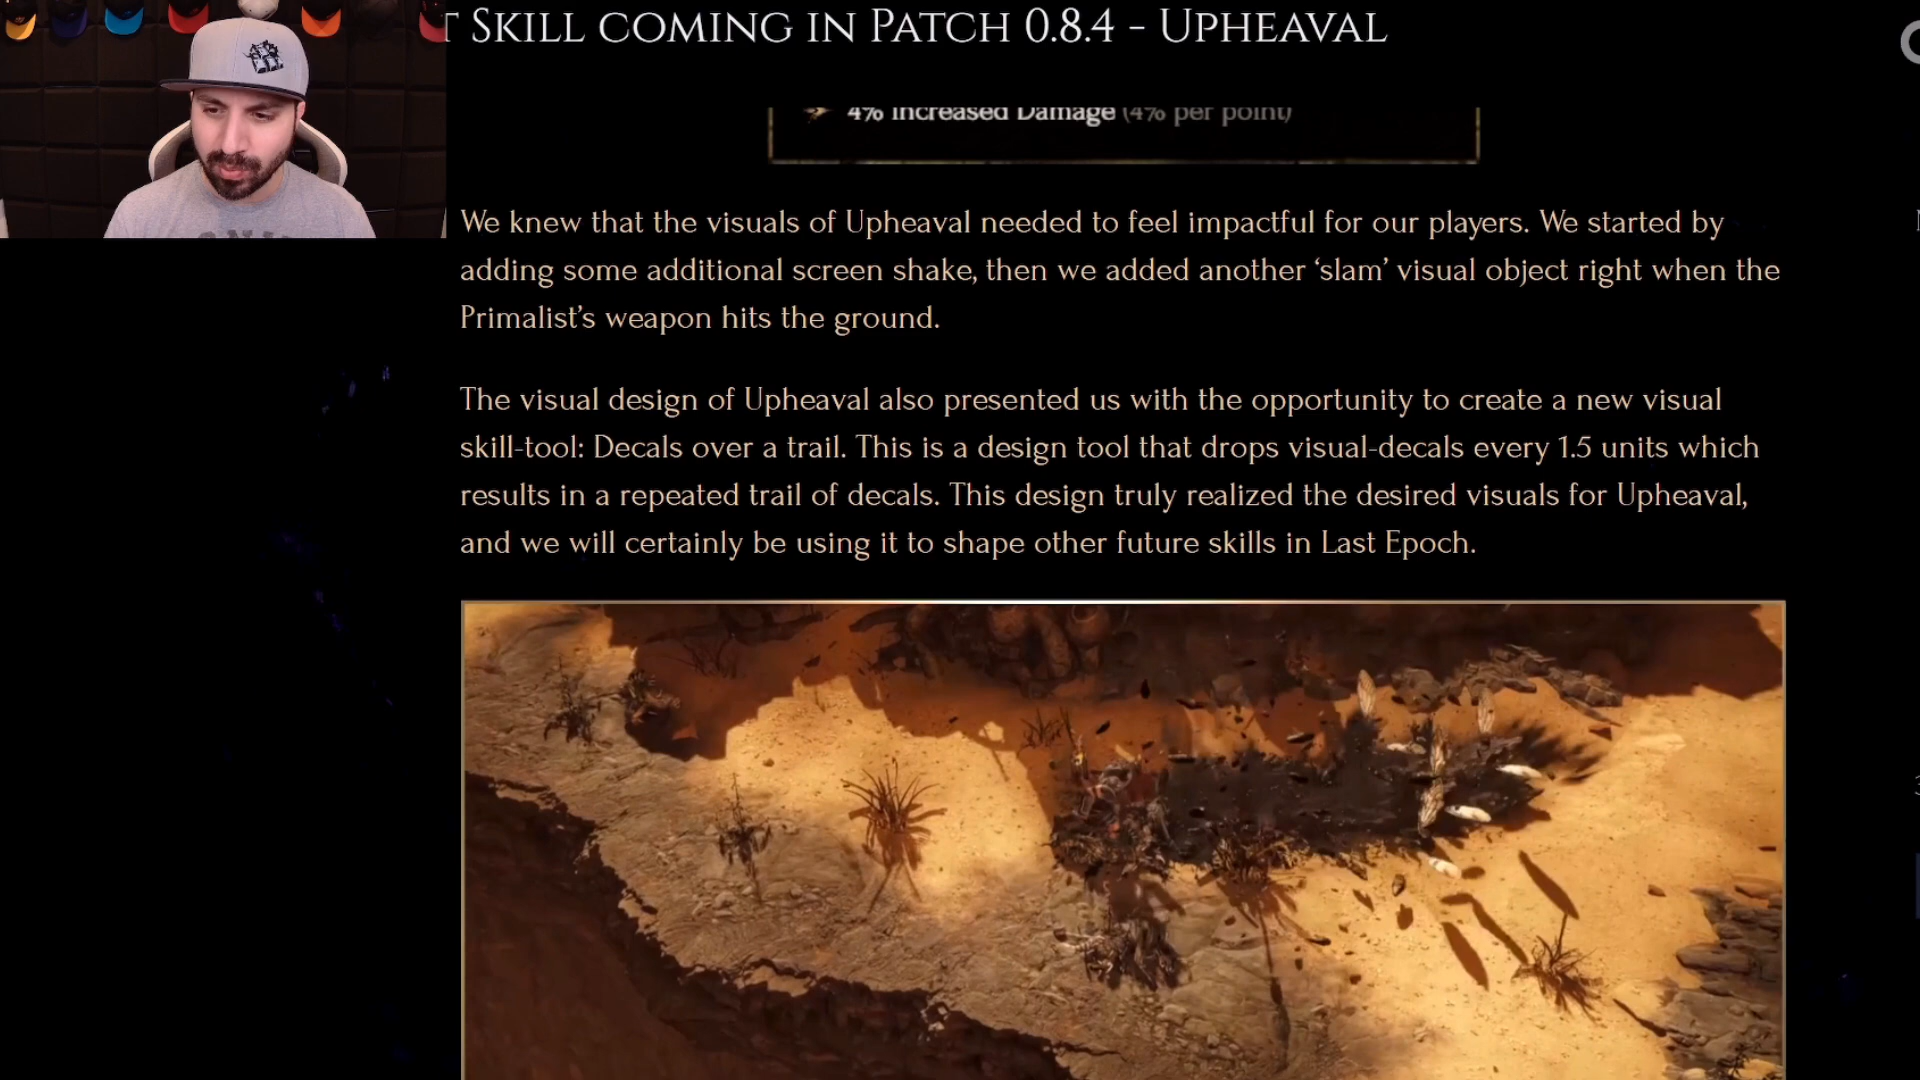 T SKILL COMING IN PATCH 0.8.4 - UPHEAVAL
4% Increased Damage (4% per point)
We knew that the visuals of Upheaval needed to feel impactful for our players. We started by
adding some additional screen shake, then we added another ‘slam’ visual object right when the
Primalist’s weapon hits the ground.
The visual design of Upheaval also presented us with the opportunity to create a new visual
skill-tool: Decals over a trail. This is a design tool that drops visual-decals every 1.5 units which
results in a repeated trail of decals. This design truly realized the desired visuals for Upheaval,
and we will certainly be using it to shape other future skills in Last Epoch.